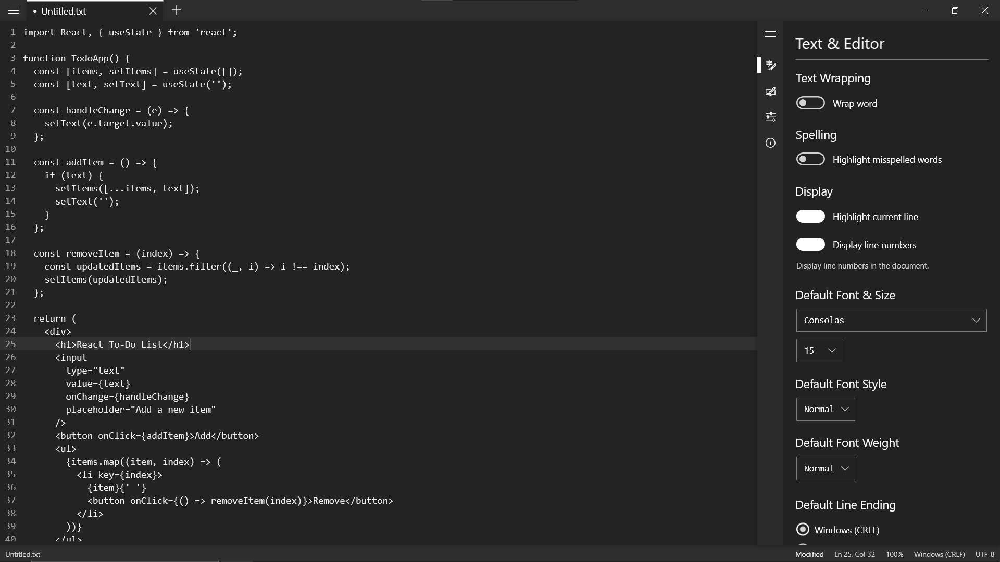 Untitled.txt
1 import React, { useState } from 'react';
2
3 function TodoApp() {
4   const [items, setItems] = useState([]);
5   const [text, setText] = useState('');
6
7   const handleChange = (e) => {
8     setText(e.target.value);
9   };
10
11   const addItem = () => {
12     if (text) {
13       setItems([...items, text]);
14       setText('');
15     }
16   };
17
18   const removeItem = (index) => {
19     const updatedItems = items.filter((_, i) => i !== index);
20     setItems(updatedItems);
21   };
22
23   return (
24     <div>
25       <h1>React To-Do List</h1>
26       <input
27         type="text"
28         value={text}
29         onChange={handleChange}
30         placeholder="Add a new item"
31       />
32       <button onClick={addItem}>Add</button>
33       <ul>
34         {items.map((item, index) => (
35           <li key={index}>
36             {item}{' '}
37             <button onClick={() => removeItem(index)}>Remove</button>
38           </li>
39         ))}
40       </ul>
Text & Editor
Text Wrapping
Wrap word
Spelling
Highlight misspelled words
Display
Highlight current line
Display line numbers
Display line numbers in the document.
Default Font & Size
Consolas
15
Default Font Style
Normal
Default Font Weight
Normal
Default Line Ending
Windows (CRLF)
Untitled.txt
Modified Ln 25, Col 32 100% Windows (CRLF) UTF-8